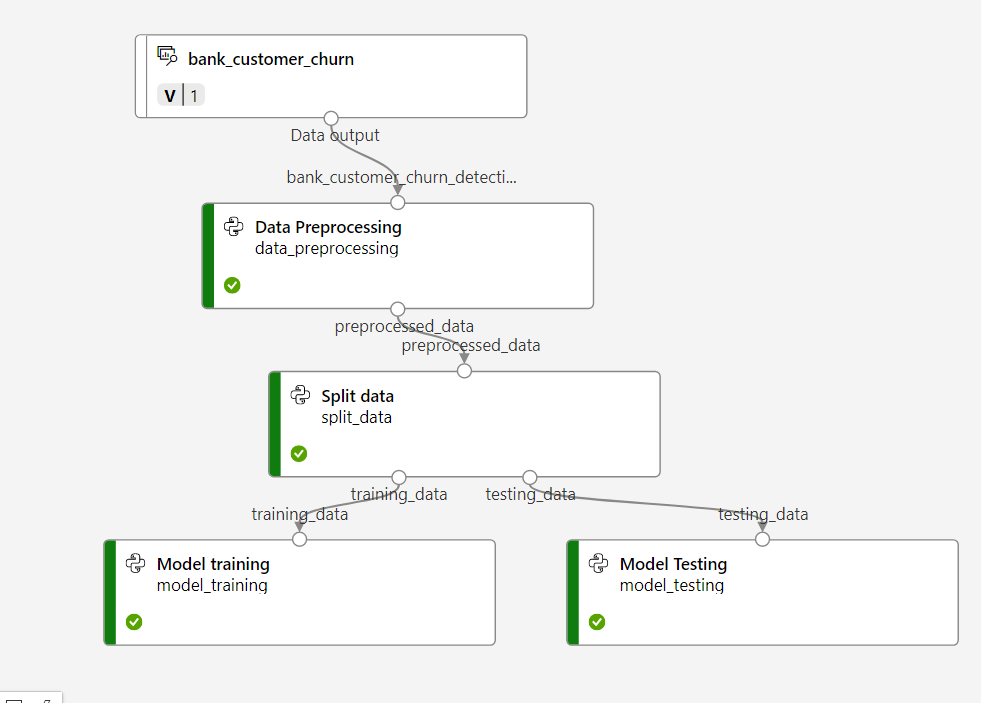 bank_customer_churn
V 1
Data output
bank_customer_churn_detecti...
Data Preprocessing
data_preprocessing
preprocessed_data
preprocessed_data
Split data
split_data
training_data testing_data
training_data testing_data
Model training
model_training
Model Testing
model_testing